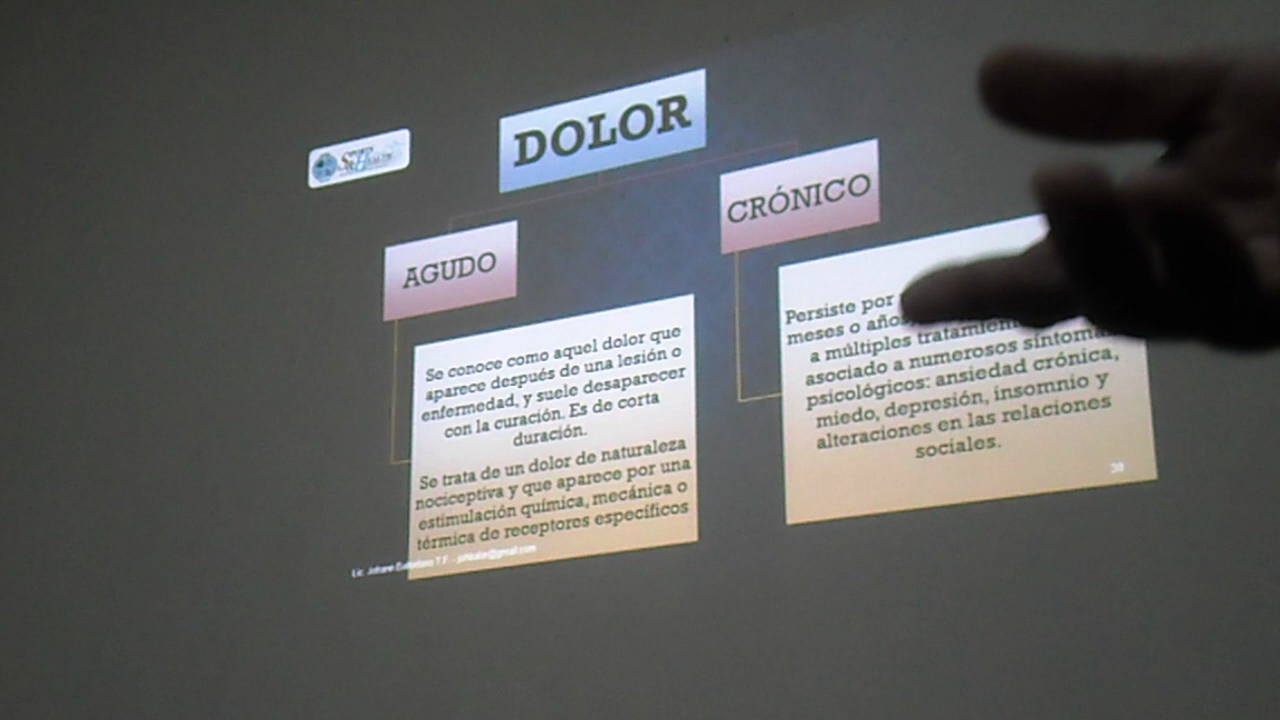 DOLOR
AGUDO
Se conoce como aquel dolor que
aparece después de una lesión o
enfermedad, y suele desaparecer
con la curación. Es de corta
duración.
Se trata de un dolor de naturaleza
nociceptiva y que aparece por una
estimulación química, mecánica o
térmica de receptores específicos
CRÓNICO
Persiste por
meses o años
a múltiples
asociado a numerosos
psicológicos: ansiedad crónica,
miedo, depresión, insomnio y
alteraciones en las relaciones
sociales.
Lic.